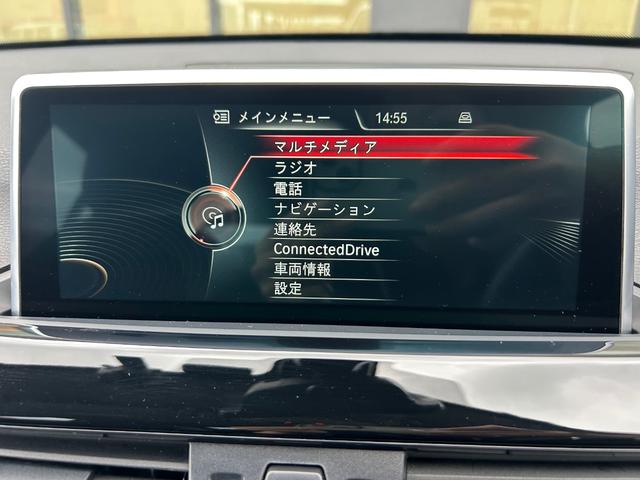 メインメニュー 14:55
マルチメディア
ラジオ
電話
ナビゲーション
連絡先
ConnectedDrive
車両情報
設定